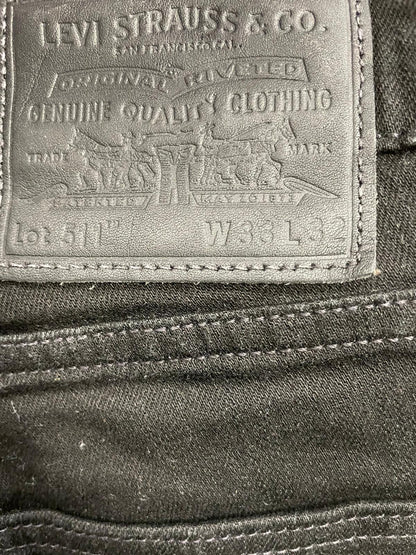 LEVI STRAUSS & CO.
SAN FRANCISCO, CAL.
ORIGINAL RIVETED
GENUINE QUALITY CLOTHING
TRADE MARK
PATENTED MAY 20 1873
Lot 511™ W33 L32